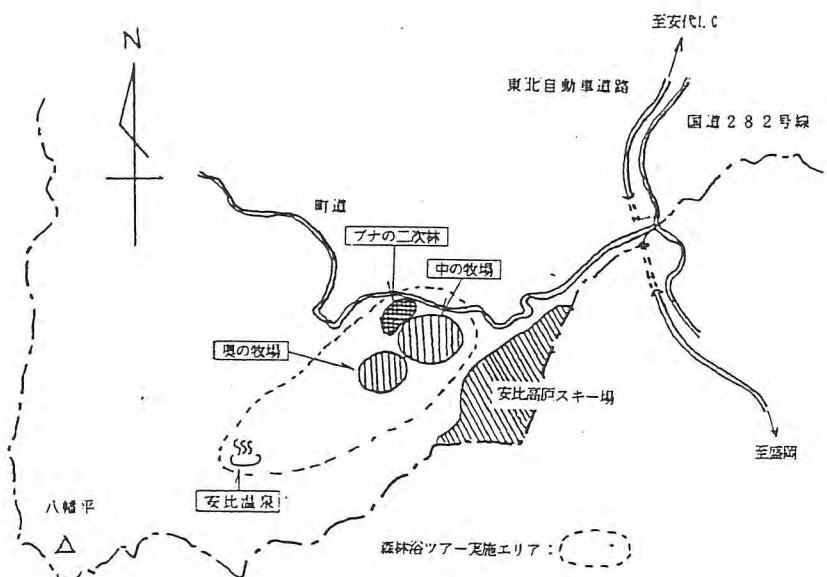 至安代I.C
N
東北自動車道路
国道282号線
町道
ブナの二次林
中の牧場
奥の牧場
安比高原スキー場
至盛岡
安比温泉
八幡平
森林浴ツアー実施エリア：